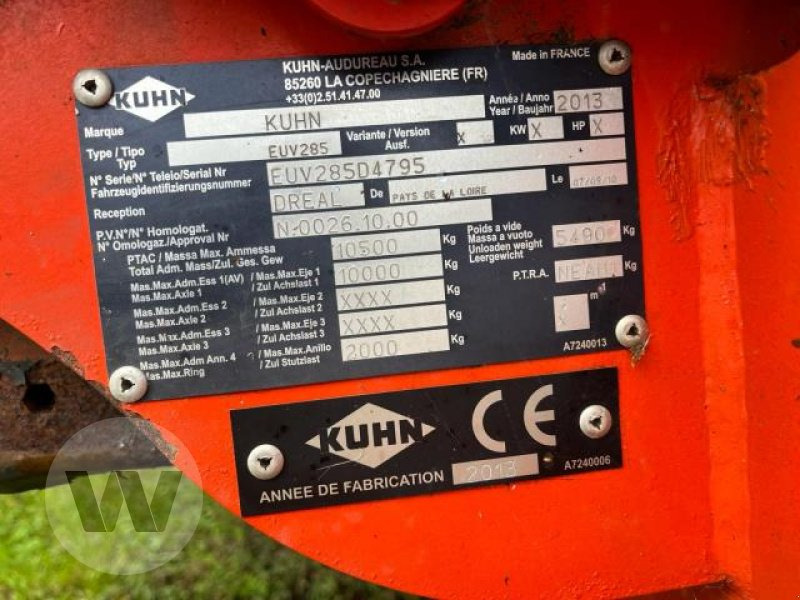 KUHN
KUHN-AUDUREAU S.A.
85260 LA COPECHAGNIERE (FR)
+33(0)2.51.41.47.00
Made in FRANCE
Marque KUHN
Année / Anno
Year / Baujahr 2013
Type / Tipo
Typ EUV285
Variante / Version
Ausf. X
KW X HP X
N° Serie/N° Teleio/Serial Nr
Fahrzeugidentifizierungsnummer EUV285D4795
Reception DREAL De PAYS DE LA LOIRE Le
P.V.N°/N° Homologat.
N° Omologaz./Approval Nr N.0026.10.00
PTAC / Massa Max. Ammessa
Total Adm. Mass/Zul. Ges. Gew 10500 Kg
Poids a vide
Massa a vuoto
Unloaden weight
Leergewicht 5490 Kg
Mas.Max.Adm.Ess 1(AV) / Mas.Max.Eje 1
Mas.Max.Axle 1 / Zul Achslast 1 10000 Kg
P.T.R.A. Kg
Mas.Max.Adm.Ess 2 / Mas.Max.Eje 2
Mas.Max.Axle 2 / Zul Achslast 2 XXXX Kg
Mas.Max.Adm.Ess 3 / Mas.Max.Eje 3
Mas.Max.Axle 3 / Zul Achslast 3 XXXX Kg
Mas.Max.Adm Ann. 4 / Mas.Max.Anillo
Mas.Max.Ring / Zul Stutzlast 2000 Kg
A7240013
KUHN CE
ANNEE DE FABRICATION 2013
A7240006
W